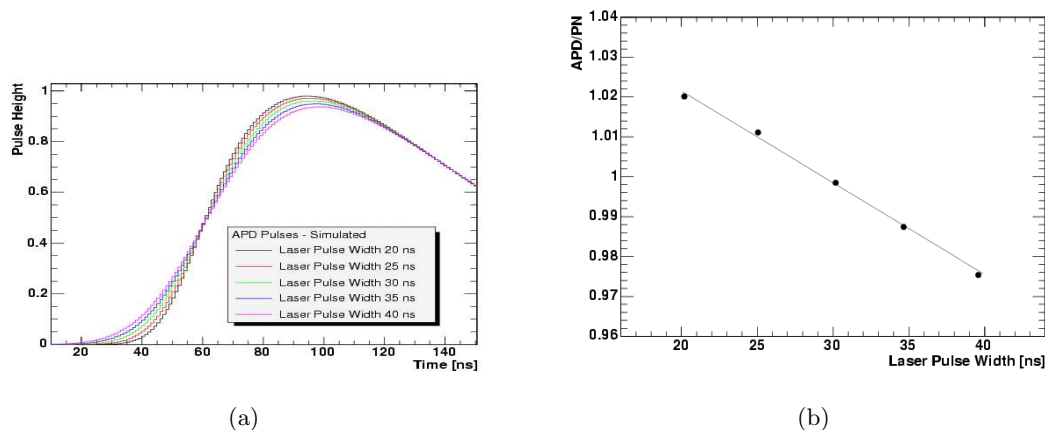 Pulse Height
1
0.8
0.6
0.4
0.2
0
20 40 60 80 100 120 140
Time [ns]
APD Pulses - Simulated
Laser Pulse Width 20 ns
Laser Pulse Width 25 ns
Laser Pulse Width 30 ns
Laser Pulse Width 35 ns
Laser Pulse Width 40 ns
(a)
APD/PN
1.04
1.03
1.02
1.01
1
0.99
0.98
0.97
0.96
20 25 30 35 40
Laser Pulse Width [ns]
(b)